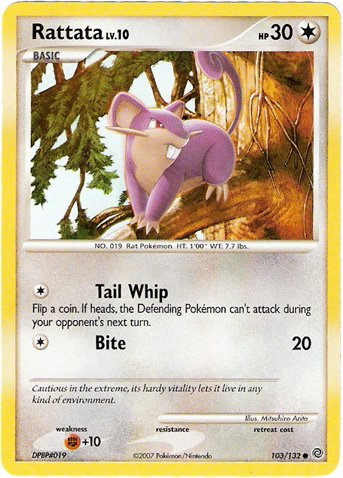 Rattata LV.10 HP 30
BASIC
NO. 019 Rat Pokémon HT: 1'00" WT: 7.7 lbs.
Tail Whip
Flip a coin. If heads, the Defending Pokémon can't attack during
your opponent's next turn.
Bite 20
Cautious in the extreme, its hardy vitality lets it live in any
kind of environment.
Illus. Mitsuhiro Arita
weakness resistance retreat cost
+10
DPBP#019 ©2007 Pokémon/Nintendo 103/132